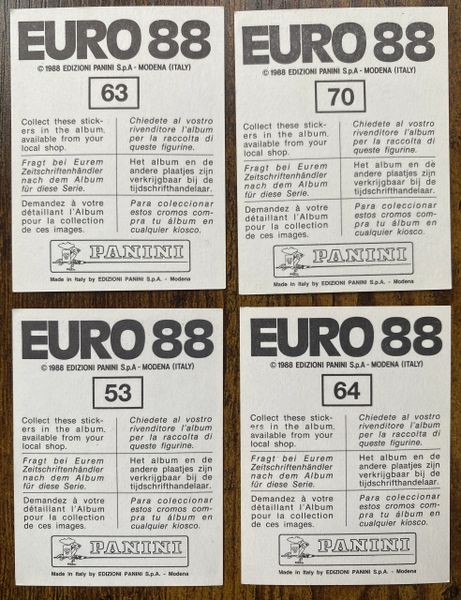 EURO 88
© 1988 EDIZIONI PANINI S.p.A - MODENA (ITALY)
63
Collect these stick-
ers in the album,
available from your
local shop.
Chiedete al vostro
rivenditore l'album
per la raccolta di
queste figurine.
Fragt bei Eurem
Zeitschriftenhändler
nach dem Album
für diese Serie.
Het album en de
andere plaatjes zijn
verkrijgbaar bij de
tijdschrifthandelaar.
Demandez à votre
détaillant l'Album
pour la collection
de ces images.
Para coleccionar
estos cromos com-
pra tu álbum en
cualquier kiosco.
PANINI
Made in Italy by EDIZIONI PANINI S.p.A. - Modena
EURO 88
© 1988 EDIZIONI PANINI S.p.A - MODENA (ITALY)
70
Collect these stick-
ers in the album,
available from your
local shop.
Chiedete al vostro
rivenditore l'album
per la raccolta di
queste figurine.
Fragt bei Eurem
Zeitschriftenhändler
nach dem Album
für diese Serie.
Het album en de
andere plaatjes zijn
verkrijgbaar bij de
tijdschrifthandelaar.
Demandez à votre
détaillant l'Album
pour la collection
de ces images.
Para coleccionar
estos cromos com-
pra tu álbum en
cualquier kiosco.
PANINI
Made in Italy by EDIZIONI PANINI S.p.A. - Modena
EURO 88
© 1988 EDIZIONI PANINI S.p.A - MODENA (ITALY)
53
Collect these stick-
ers in the album,
available from your
local shop.
Chiedete al vostro
rivenditore l'album
per la raccolta di
queste figurine.
Fragt bei Eurem
Zeitschriftenhändler
nach dem Album
für diese Serie.
Het album en de
andere plaatjes zijn
verkrijgbaar bij de
tijdschrifthandelaar.
Demandez à votre
détaillant l'Album
pour la collection
de ces images.
Para coleccionar
estos cromos com-
pra tu álbum en
cualquier kiosco.
PANINI
Made in Italy by EDIZIONI PANINI S.p.A. - Modena
EURO 88
© 1988 EDIZIONI PANINI S.p.A - MODENA (ITALY)
64
Collect these stick-
ers in the album,
available from your
local shop.
Chiedete al vostro
rivenditore l'album
per la raccolta di
queste figurine.
Fragt bei Eurem
Zeitschriftenhändler
nach dem Album
für diese Serie.
Het album en de
andere plaatjes zijn
verkrijgbaar bij de
tijdschrifthandelaar.
Demandez à votre
détaillant l'Album
pour la collection
de ces images.
Para coleccionar
estos cromos com-
pra tu álbum en
cualquier kiosco.
PANINI
Made in Italy by EDIZIONI PANINI S.p.A. - Modena